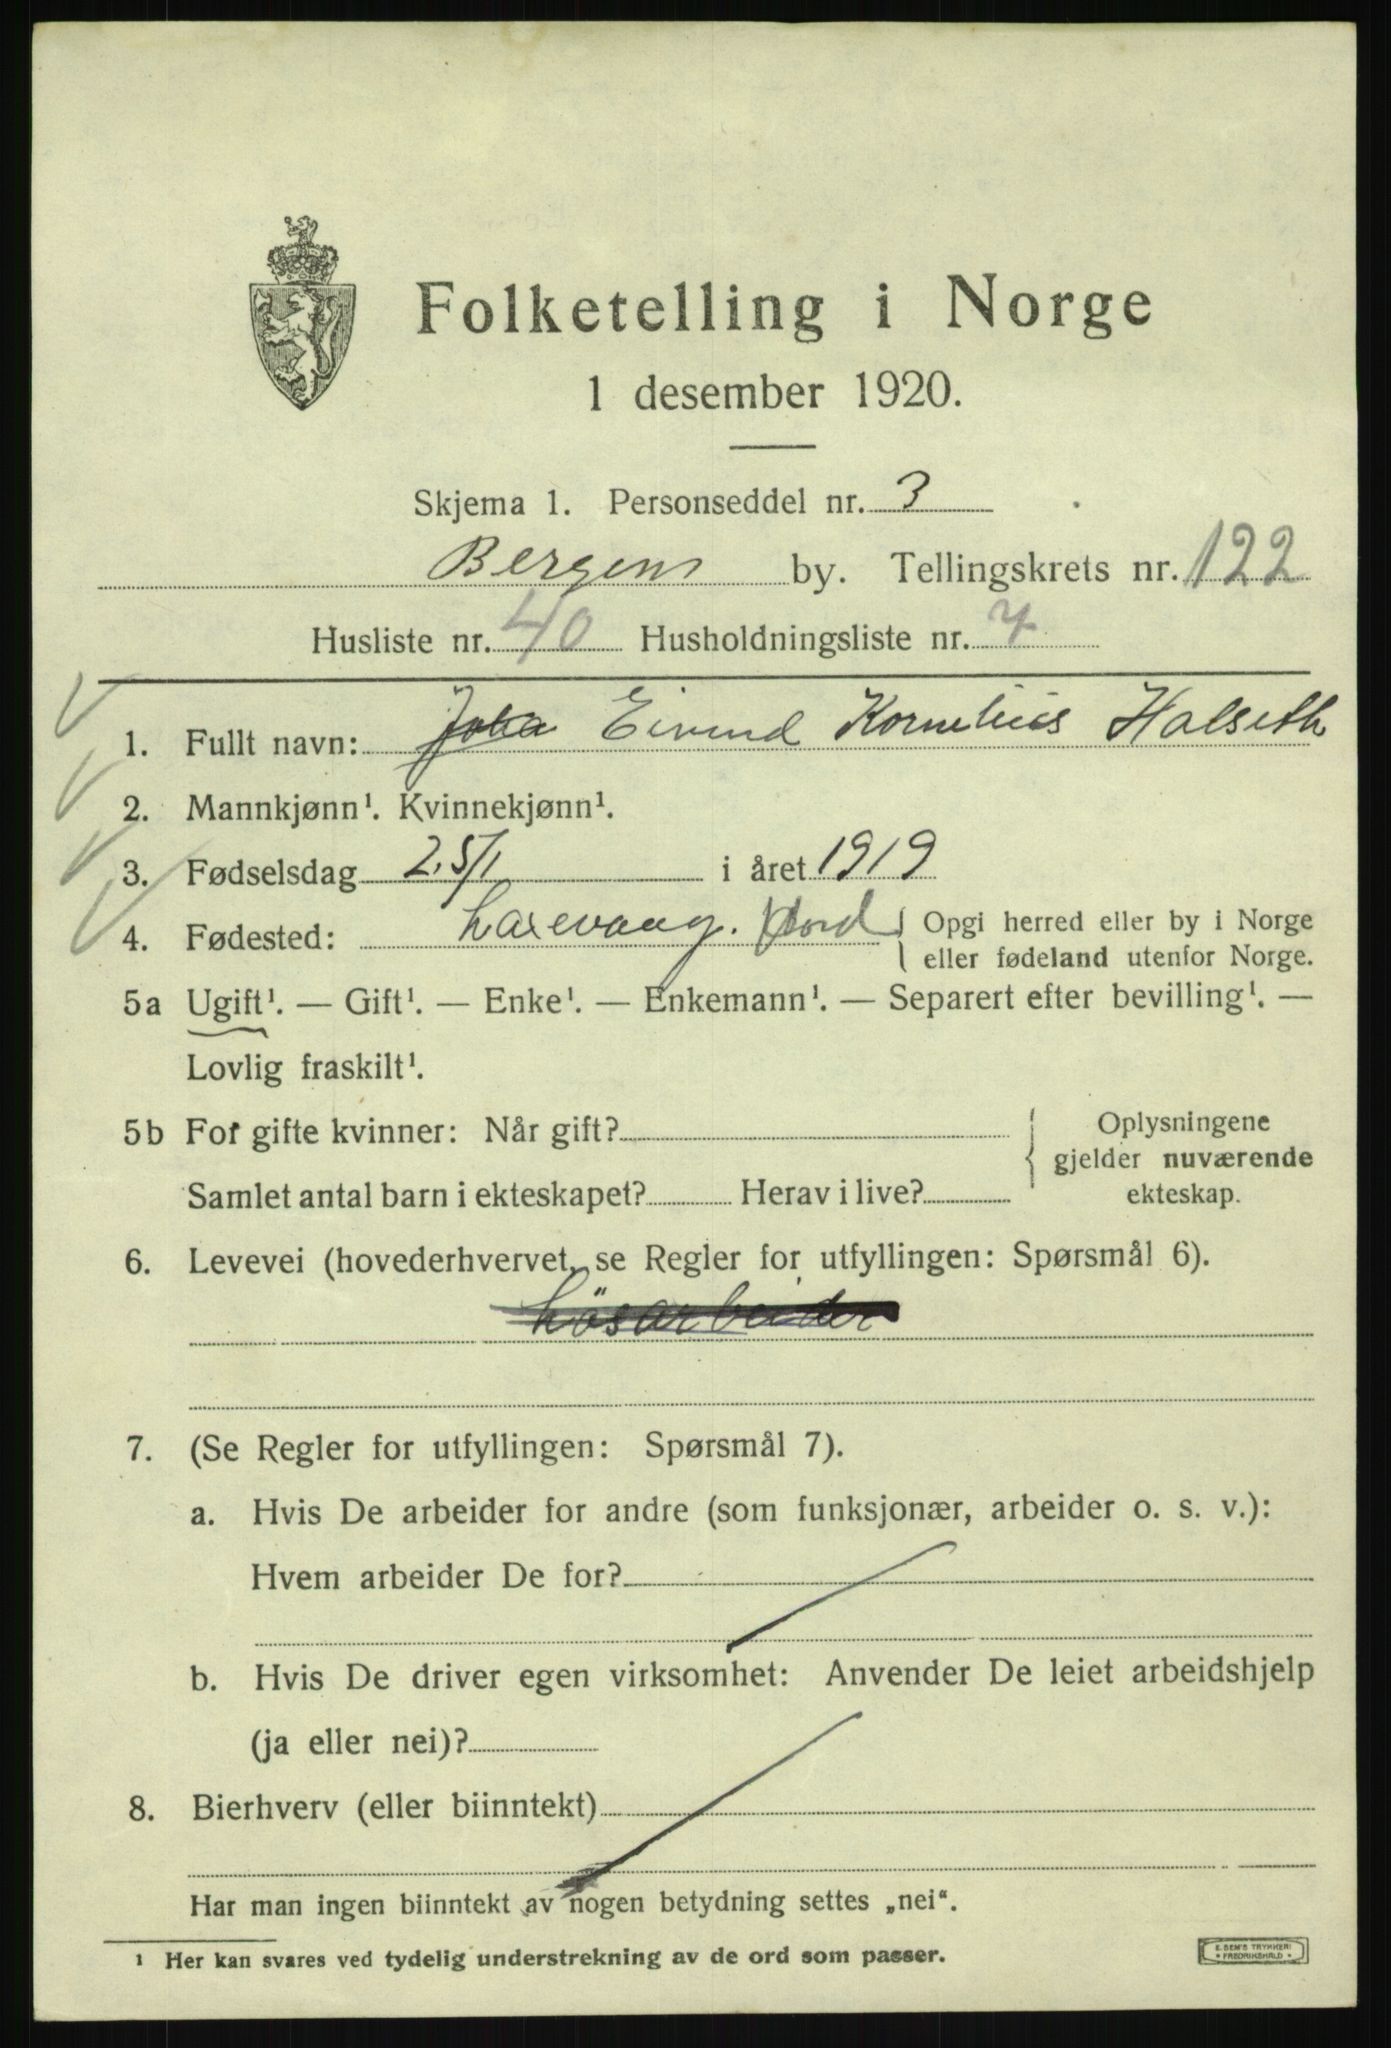 Folketelling i Norge
1 desember 1920.
Skjema 1. Personseddel nr. 3
Bergens by. Tellingskrets nr. 122
Husliste nr. 40 Husholdningsliste nr. 4
1. Fullt navn: Eivind Kornelius Halseth
2. Mannkjønn¹. Kvinnekjønn¹.
3. Fødselsdag 25/1 i året 1919
4. Fødested: Laxevaag. Hord { Opgi herred eller by i Norge
eller fødeland utenfor Norge.
5a Ugift¹. — Gift¹. — Enke¹. — Enkemann¹. — Separert efter bevilling¹. —
Lovlig fraskilt¹.
5b For gifte kvinner: Når gift? { Oplysningene
gjelder nuværende
Samlet antal barn i ekteskapet? Herav i live? ekteskap.
6. Levevei (hovederhvervet, se Regler for utfyllingen: Spørsmål 6).
Lösarbeider
7. (Se Regler for utfyllingen: Spørsmål 7).
a. Hvis De arbeider for andre (som funksjonær, arbeider o. s. v.):
Hvem arbeider De for?
b. Hvis De driver egen virksomhet: Anvender De leiet arbeidshjelp
(ja eller nei)?
8. Bierhverv (eller biinntekt)
Har man ingen biinntekt av nogen betydning settes „nei“.
¹ Her kan svares ved tydelig understrekning av de ord som passer.
E. SEM'S TRYKKERI
• FREDRIKSHALD •